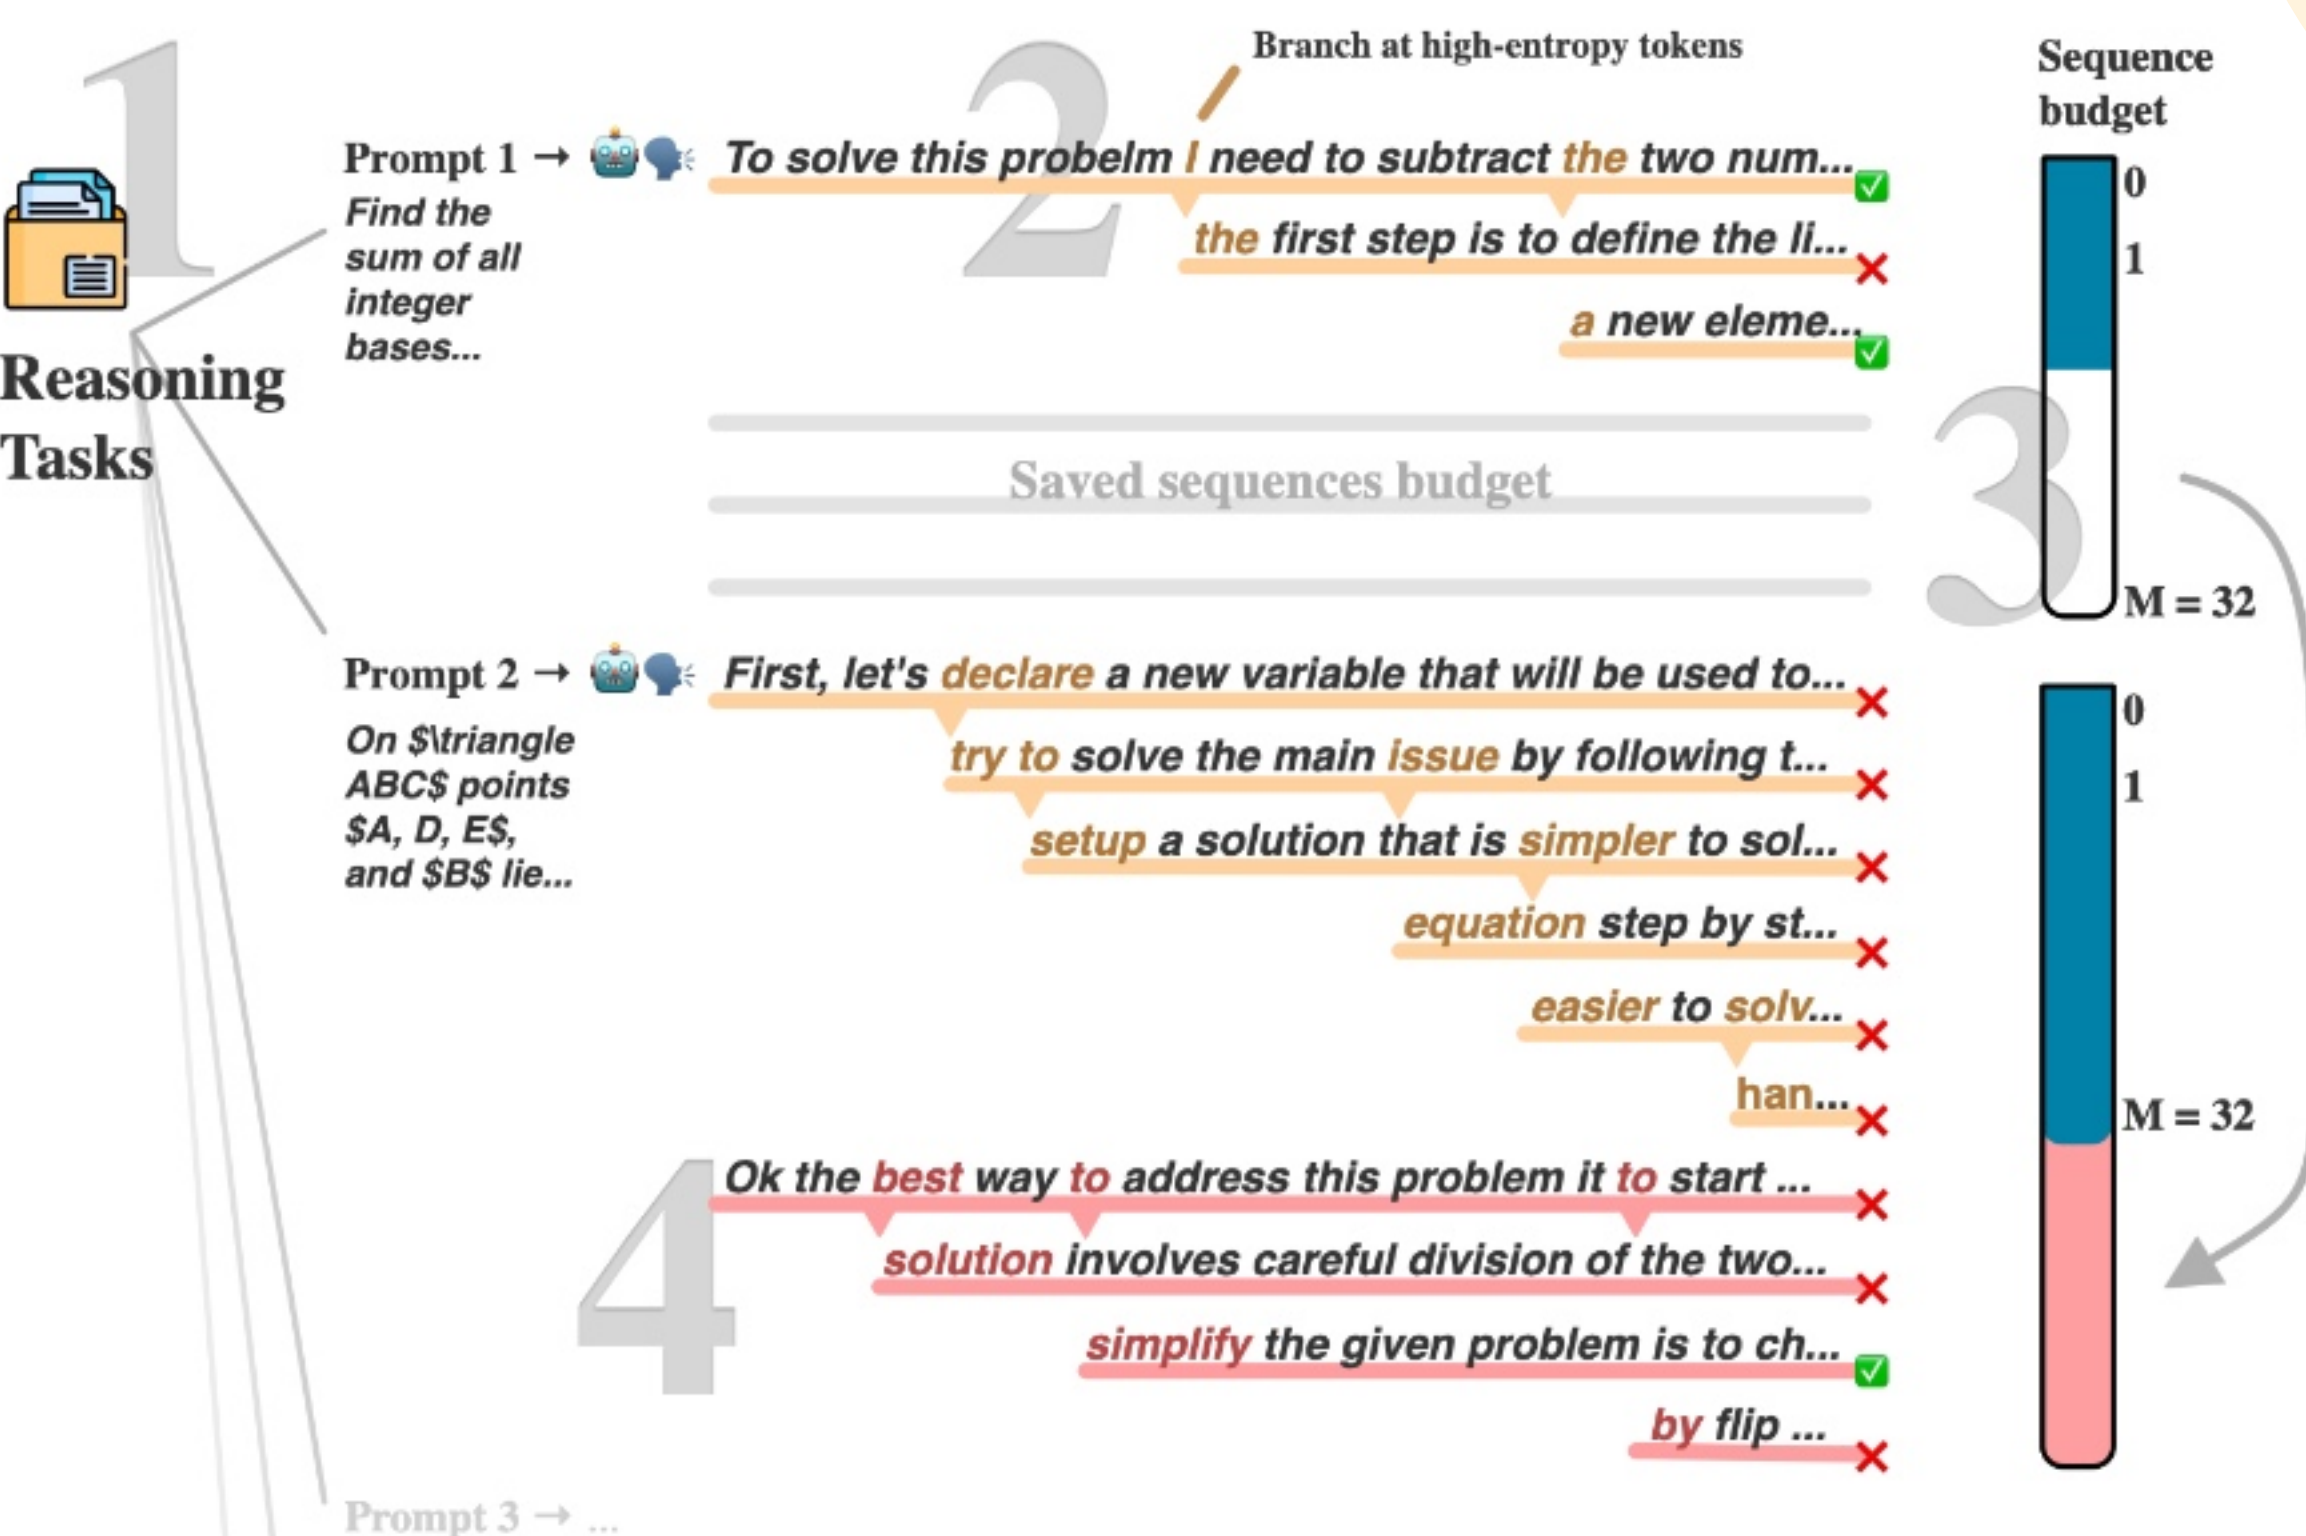 1
2
Branch at high-entropy tokens
Sequence
budget
Prompt 1 →
To solve this probelm I need to subtract the two num...
0
Find the
sum of all
integer
bases...
the first step is to define the li...
1
a new eleme...
Reasoning
Tasks
Saved sequences budget
3
M = 32
Prompt 2 →
First, let's declare a new variable that will be used to...
0
On $\triangle
ABC$ points
$A, D, E$,
and $B$ lie...
try to solve the main issue by following t...
1
setup a solution that is simpler to sol...
equation step by st...
easier to solv...
han...
M = 32
4
Ok the best way to address this problem it to start ...
solution involves careful division of the two...
simplify the given problem is to ch...
by flip ...
Prompt 3 → ...